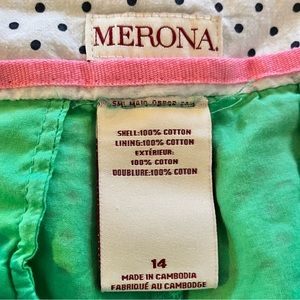 MERONA.
SHELL:100% COTTON
LINING:100% COTTON
EXTÉRIEUR:
100% COTON
DOUBLURE:100% COTON
14
MADE IN CAMBODIA
FABRIQUÉ AU CAMBODGE